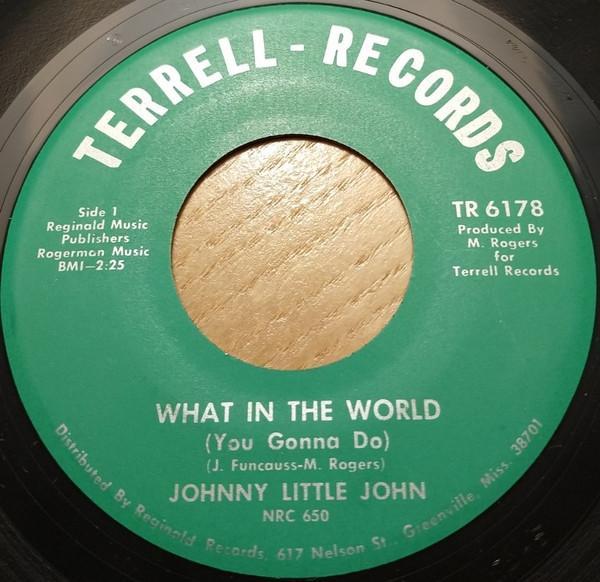 TERRELL - RECORDS
Side 1
Reginald Music
Publishers
Rogermon Music
BMI-2:25
TR 6178
Produced By
M. Rogers
for
Terrell Records
WHAT IN THE WORLD
(You Gonna Do)
(J. Funcauss-M. Rogers)
JOHNNY LITTLE JOHN
NRC 650
Distributed By Reginald Records, 617 Nelson St., Greenville, Miss. 38701